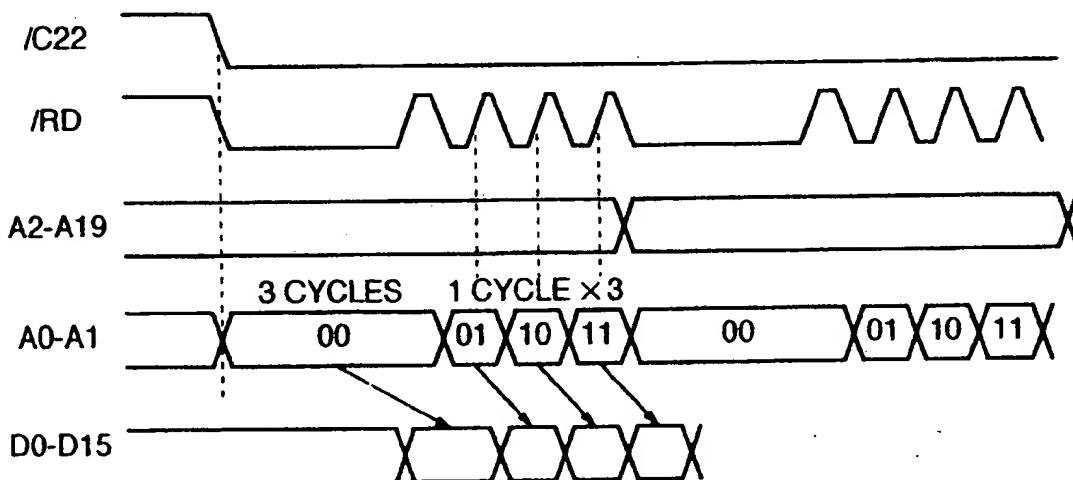 /C22
/RD
A2-A19
3 CYCLES 1 CYCLE ×3
A0-A1 00 01 10 11 00 01 10 11
D0-D15